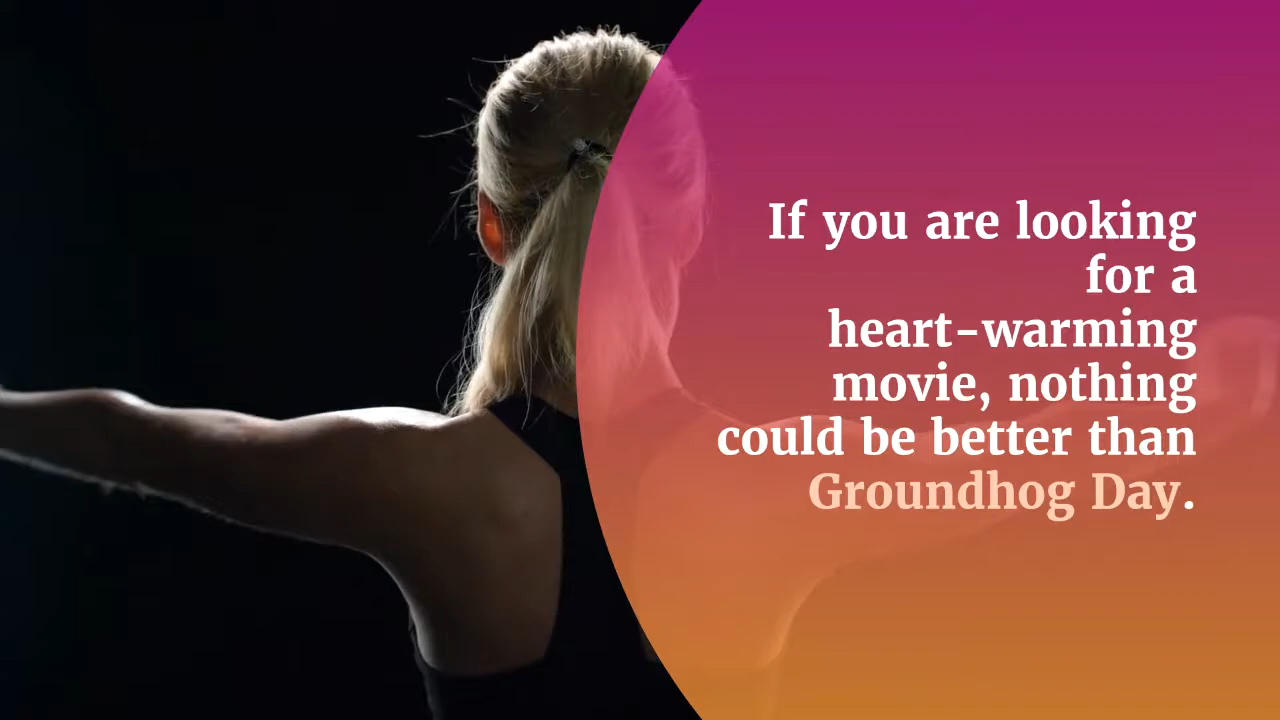 If you are looking
for a
heart-warming
movie, nothing
could be better than
Groundhog Day.